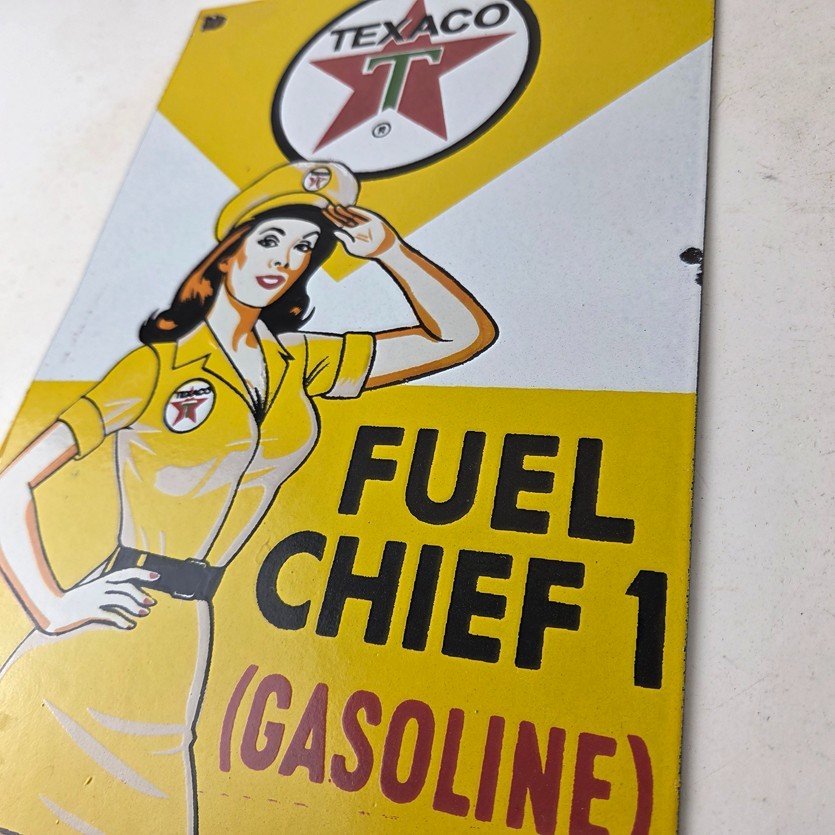 TEXACO
T
®
TEXACO
T
FUEL
CHIEF 1
(GASOLINE)